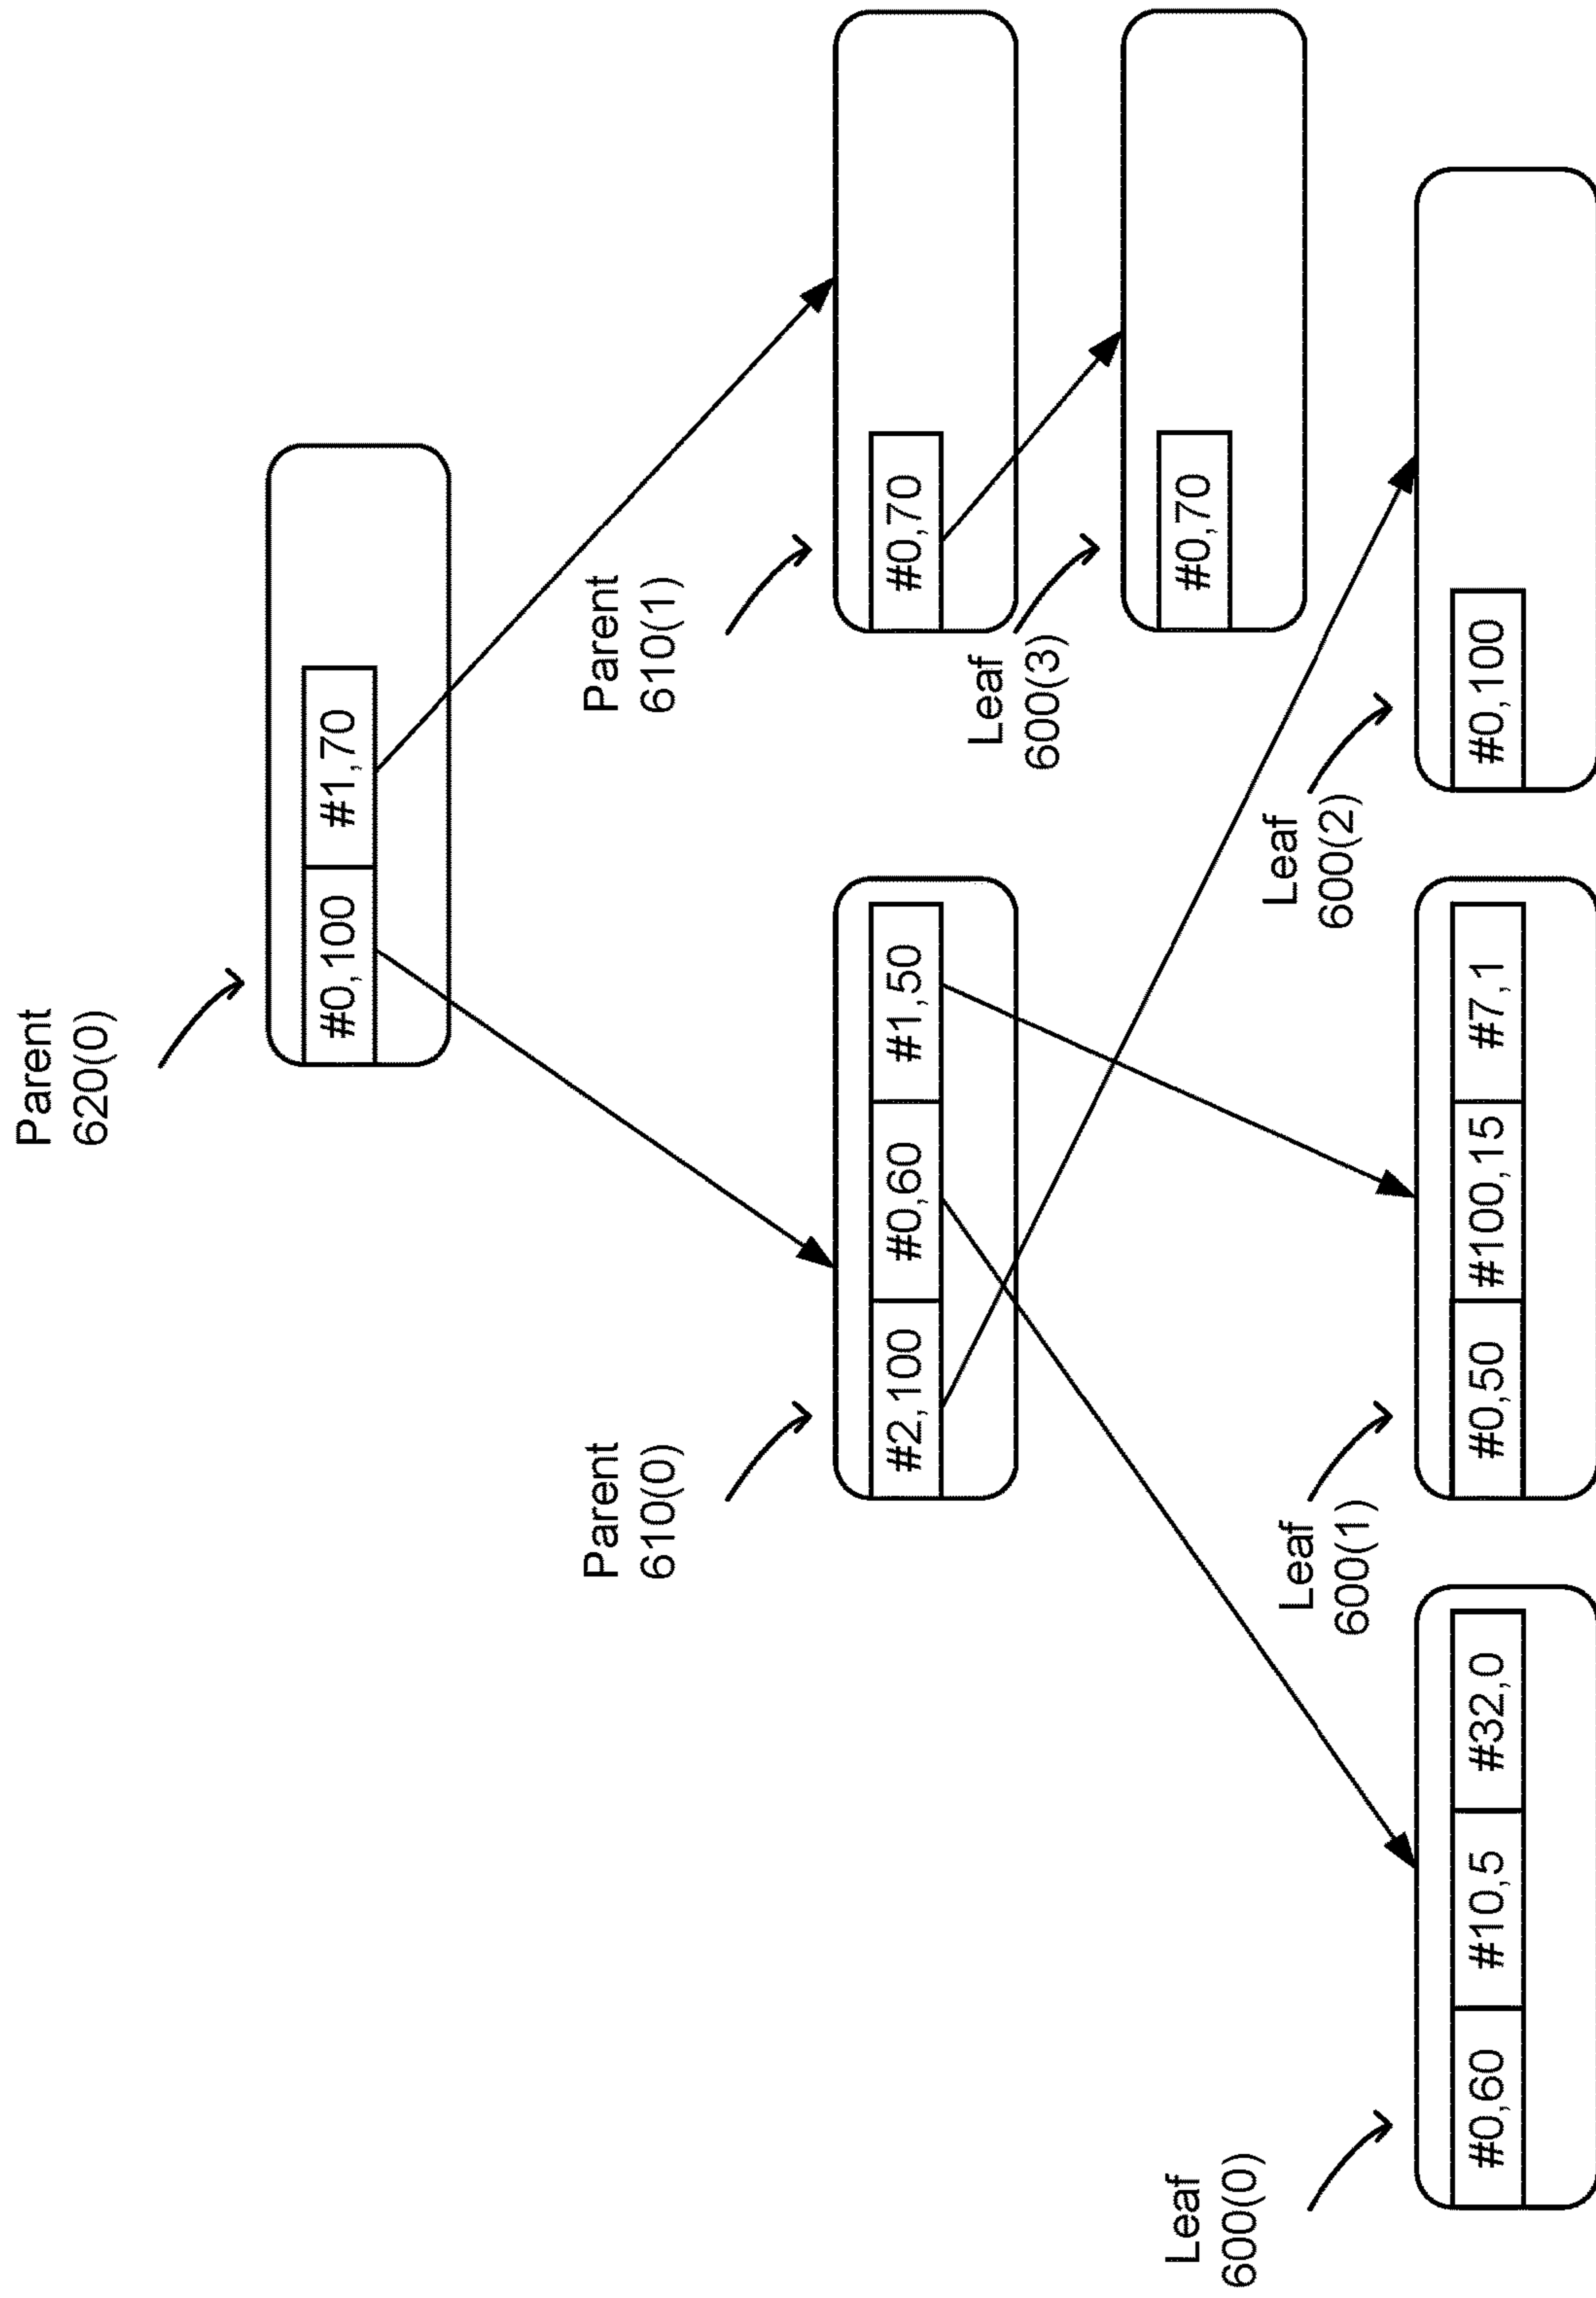 Parent
620(0)
#0,100 #1,70
Parent
610(0)
#2,100 #0,60 #1,50
Parent
610(1)
#0,70
Leaf
600(3)
#0,70
Leaf
600(0)
#0,60 #10,5 #32,0
Leaf
600(1)
#0,50 #100,15 #7,1
Leaf
600(2)
#0,100